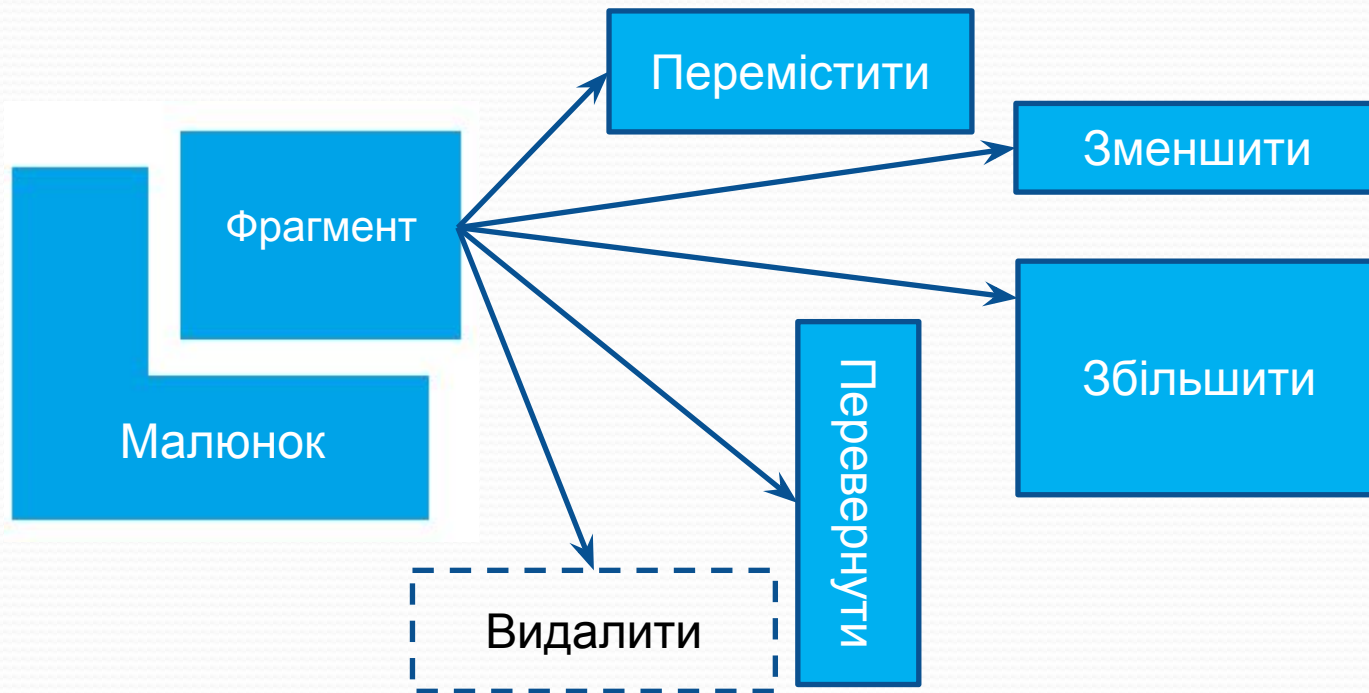 Перемістити
Зменшити
Фрагмент
Збільшити
Малюнок
Перевернути
Видалити